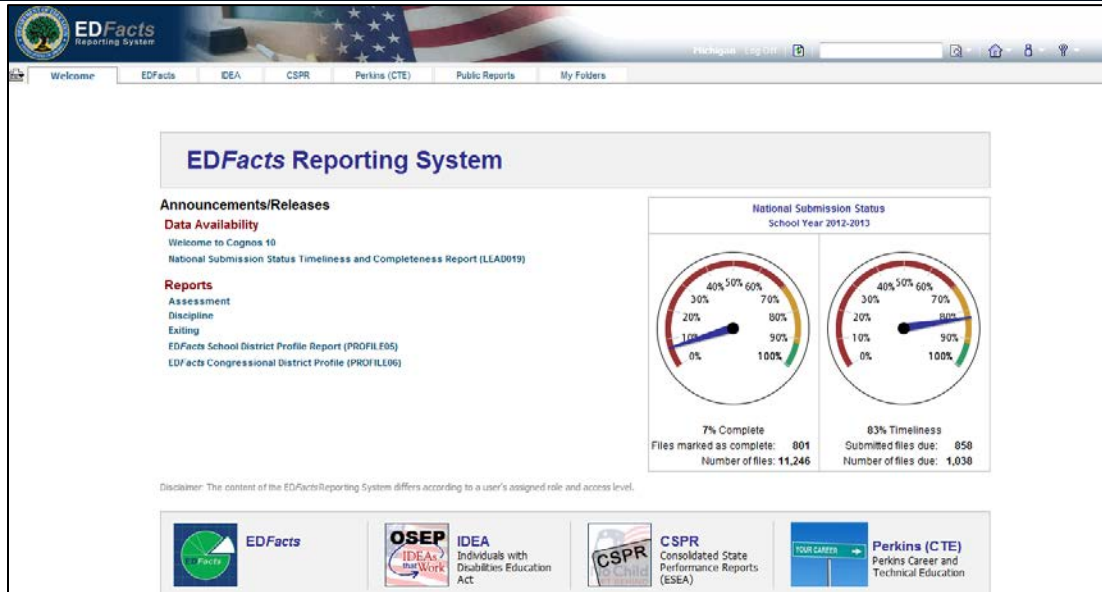 EDFacts
Reporting System
Michigan Log Off
Welcome EDFacts IDEA CSPR Perkins (CTE) Public Reports My Folders
EDFacts Reporting System
Announcements/Releases
Data Availability
Welcome to Cognos 10
National Submission Status Timeliness and Completeness Report (LEAD019)
Reports
Assessment
Discipline
Exiting
EDFacts School District Profile Report (PROFILE05)
EDFacts Congressional District Profile (PROFILE06)
National Submission Status
School Year 2012-2013
0% 10% 20% 30% 40% 50% 60% 70% 80% 90% 100%
7% Complete
Files marked as complete: 801
Number of files: 11,246
0% 10% 20% 30% 40% 50% 60% 70% 80% 90% 100%
83% Timeliness
Submitted files due: 858
Number of files due: 1,038
Disclaimer: The content of the EDFacts Reporting System differs according to a user's assigned role and access level.
EDFacts
EDFacts
OSEP
IDEAs
that Work
IDEA
Individuals with
Disabilities Education
Act
CSPR
CSPR
Consolidated State
Performance Reports
(ESEA)
YOUR CAREER
Perkins (CTE)
Perkins Career and
Technical Education